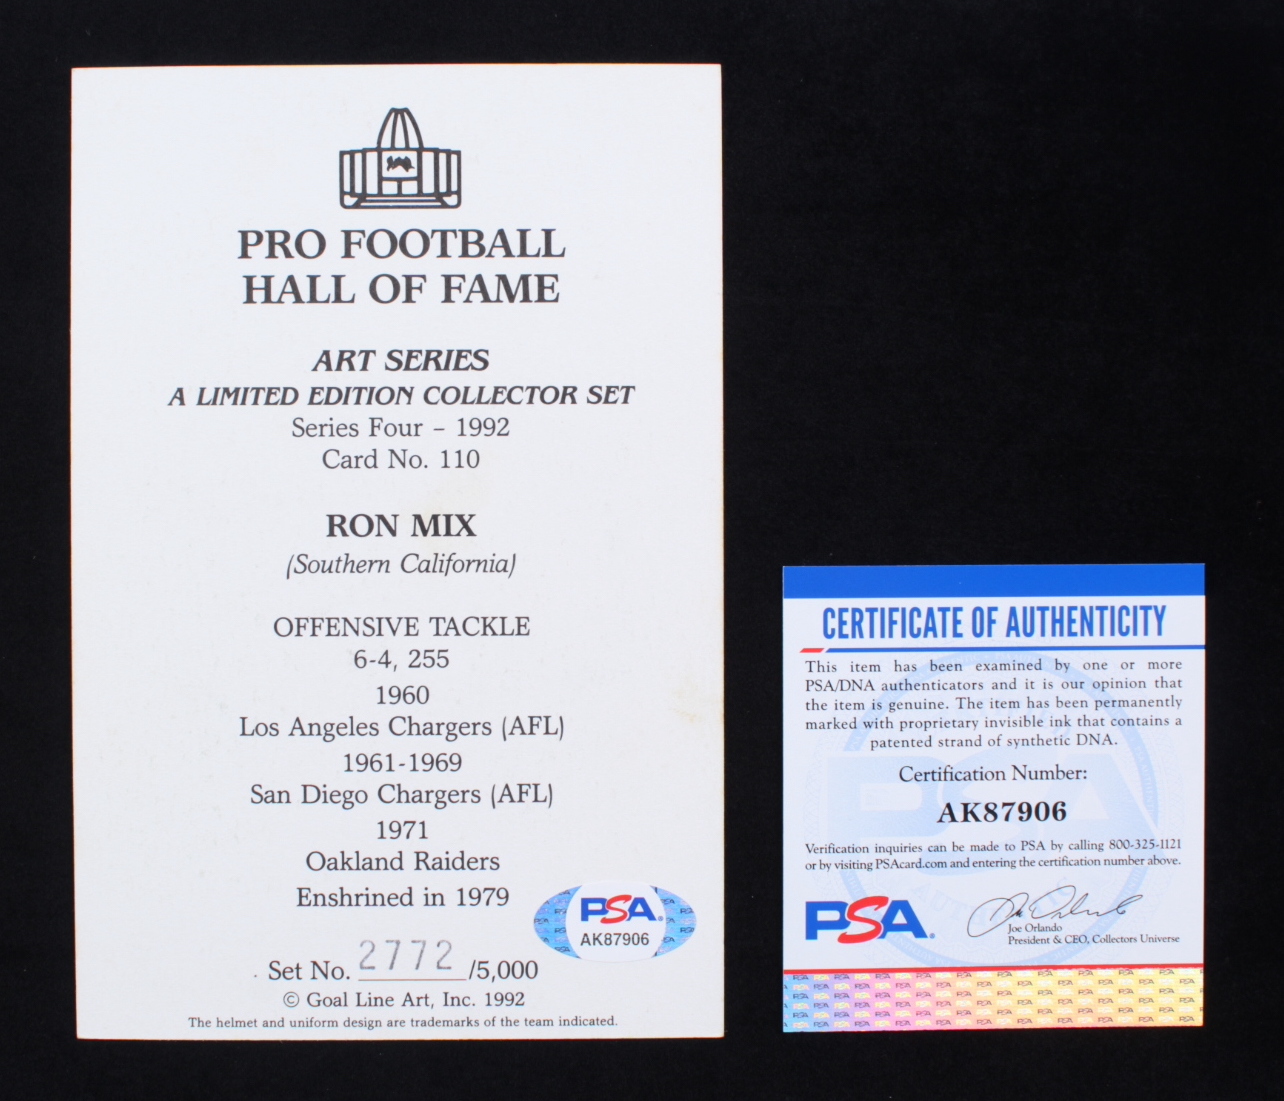 PRO FOOTBALL
HALL OF FAME
ART SERIES
A LIMITED EDITION COLLECTOR SET
Series Four – 1992
Card No. 110
RON MIX
(Southern California)
OFFENSIVE TACKLE
6-4, 255
1960
Los Angeles Chargers (AFL)
1961-1969
San Diego Chargers (AFL)
1971
Oakland Raiders
Enshrined in 1979
PSA
AK87906
Set No. 2772 /5,000
© Goal Line Art, Inc. 1992
The helmet and uniform design are trademarks of the team indicated.
CERTIFICATE OF AUTHENTICITY
This item has been examined by one or more
PSA/DNA authenticators and it is our opinion that
the item is genuine. The item has been permanently
marked with proprietary invisible ink that contains a
patented strand of synthetic DNA.
Certification Number:
AK87906
Verification inquiries can be made to PSA by calling 800-325-1121
or by visiting PSAcard.com and entering the certification number above.
PSA
Joe Orlando
President & CEO, Collectors Universe